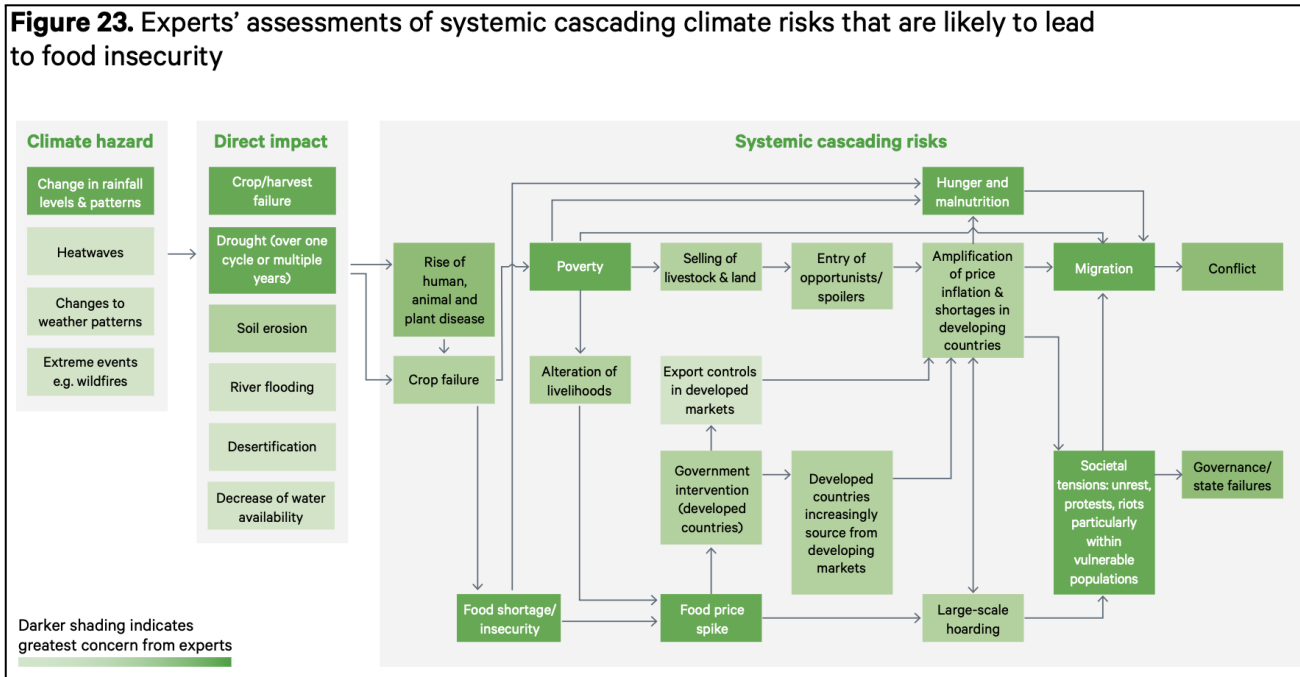 Figure 23. Experts’ assessments of systemic cascading climate risks that are likely to lead
to food insecurity
Climate hazard
Change in rainfall
levels & patterns
Heatwaves
Changes to
weather patterns
Extreme events
e.g. wildfires
Direct impact
Crop/harvest
failure
Drought (over one
cycle or multiple
years)
Soil erosion
River flooding
Desertification
Decrease of water
availability
Systemic cascading risks
Hunger and
malnutrition
Rise of
human,
animal and
plant disease
Poverty
Selling of
livestock & land
Entry of
opportunists/
spoilers
Amplification
of price
inflation &
shortages in
developing
countries
Migration
Conflict
Crop failure
Alteration of
livelihoods
Export controls
in developed
markets
Government
intervention
(developed
countries)
Developed
countries
increasingly
source from
developing
markets
Societal
tensions: unrest,
protests, riots
particularly
within
vulnerable
populations
Governance/
state failures
Food shortage/
insecurity
Food price
spike
Large-scale
hoarding
Darker shading indicates
greatest concern from experts